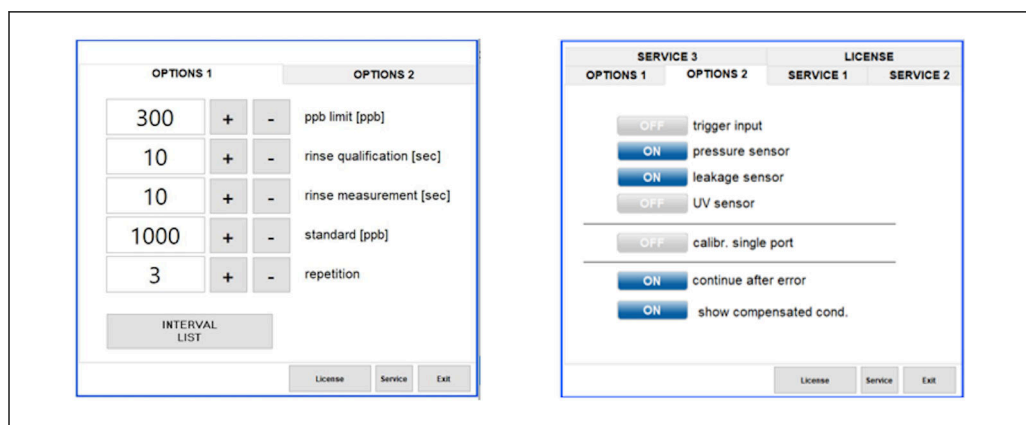 OPTIONS 1 OPTIONS 2
300 + - ppb limit [ppb]
10 + - rinse qualification [sec]
10 + - rinse measurement [sec]
1000 + - standard [ppb]
3 + - repetition
INTERVAL
LIST
License Service Exit
SERVICE 3 LICENSE
OPTIONS 1 OPTIONS 2 SERVICE 1 SERVICE 2
OFF trigger input
ON pressure sensor
ON leakage sensor
OFF UV sensor
OFF calibr. single port
ON continue after error
ON show compensated cond.
License Service Exit